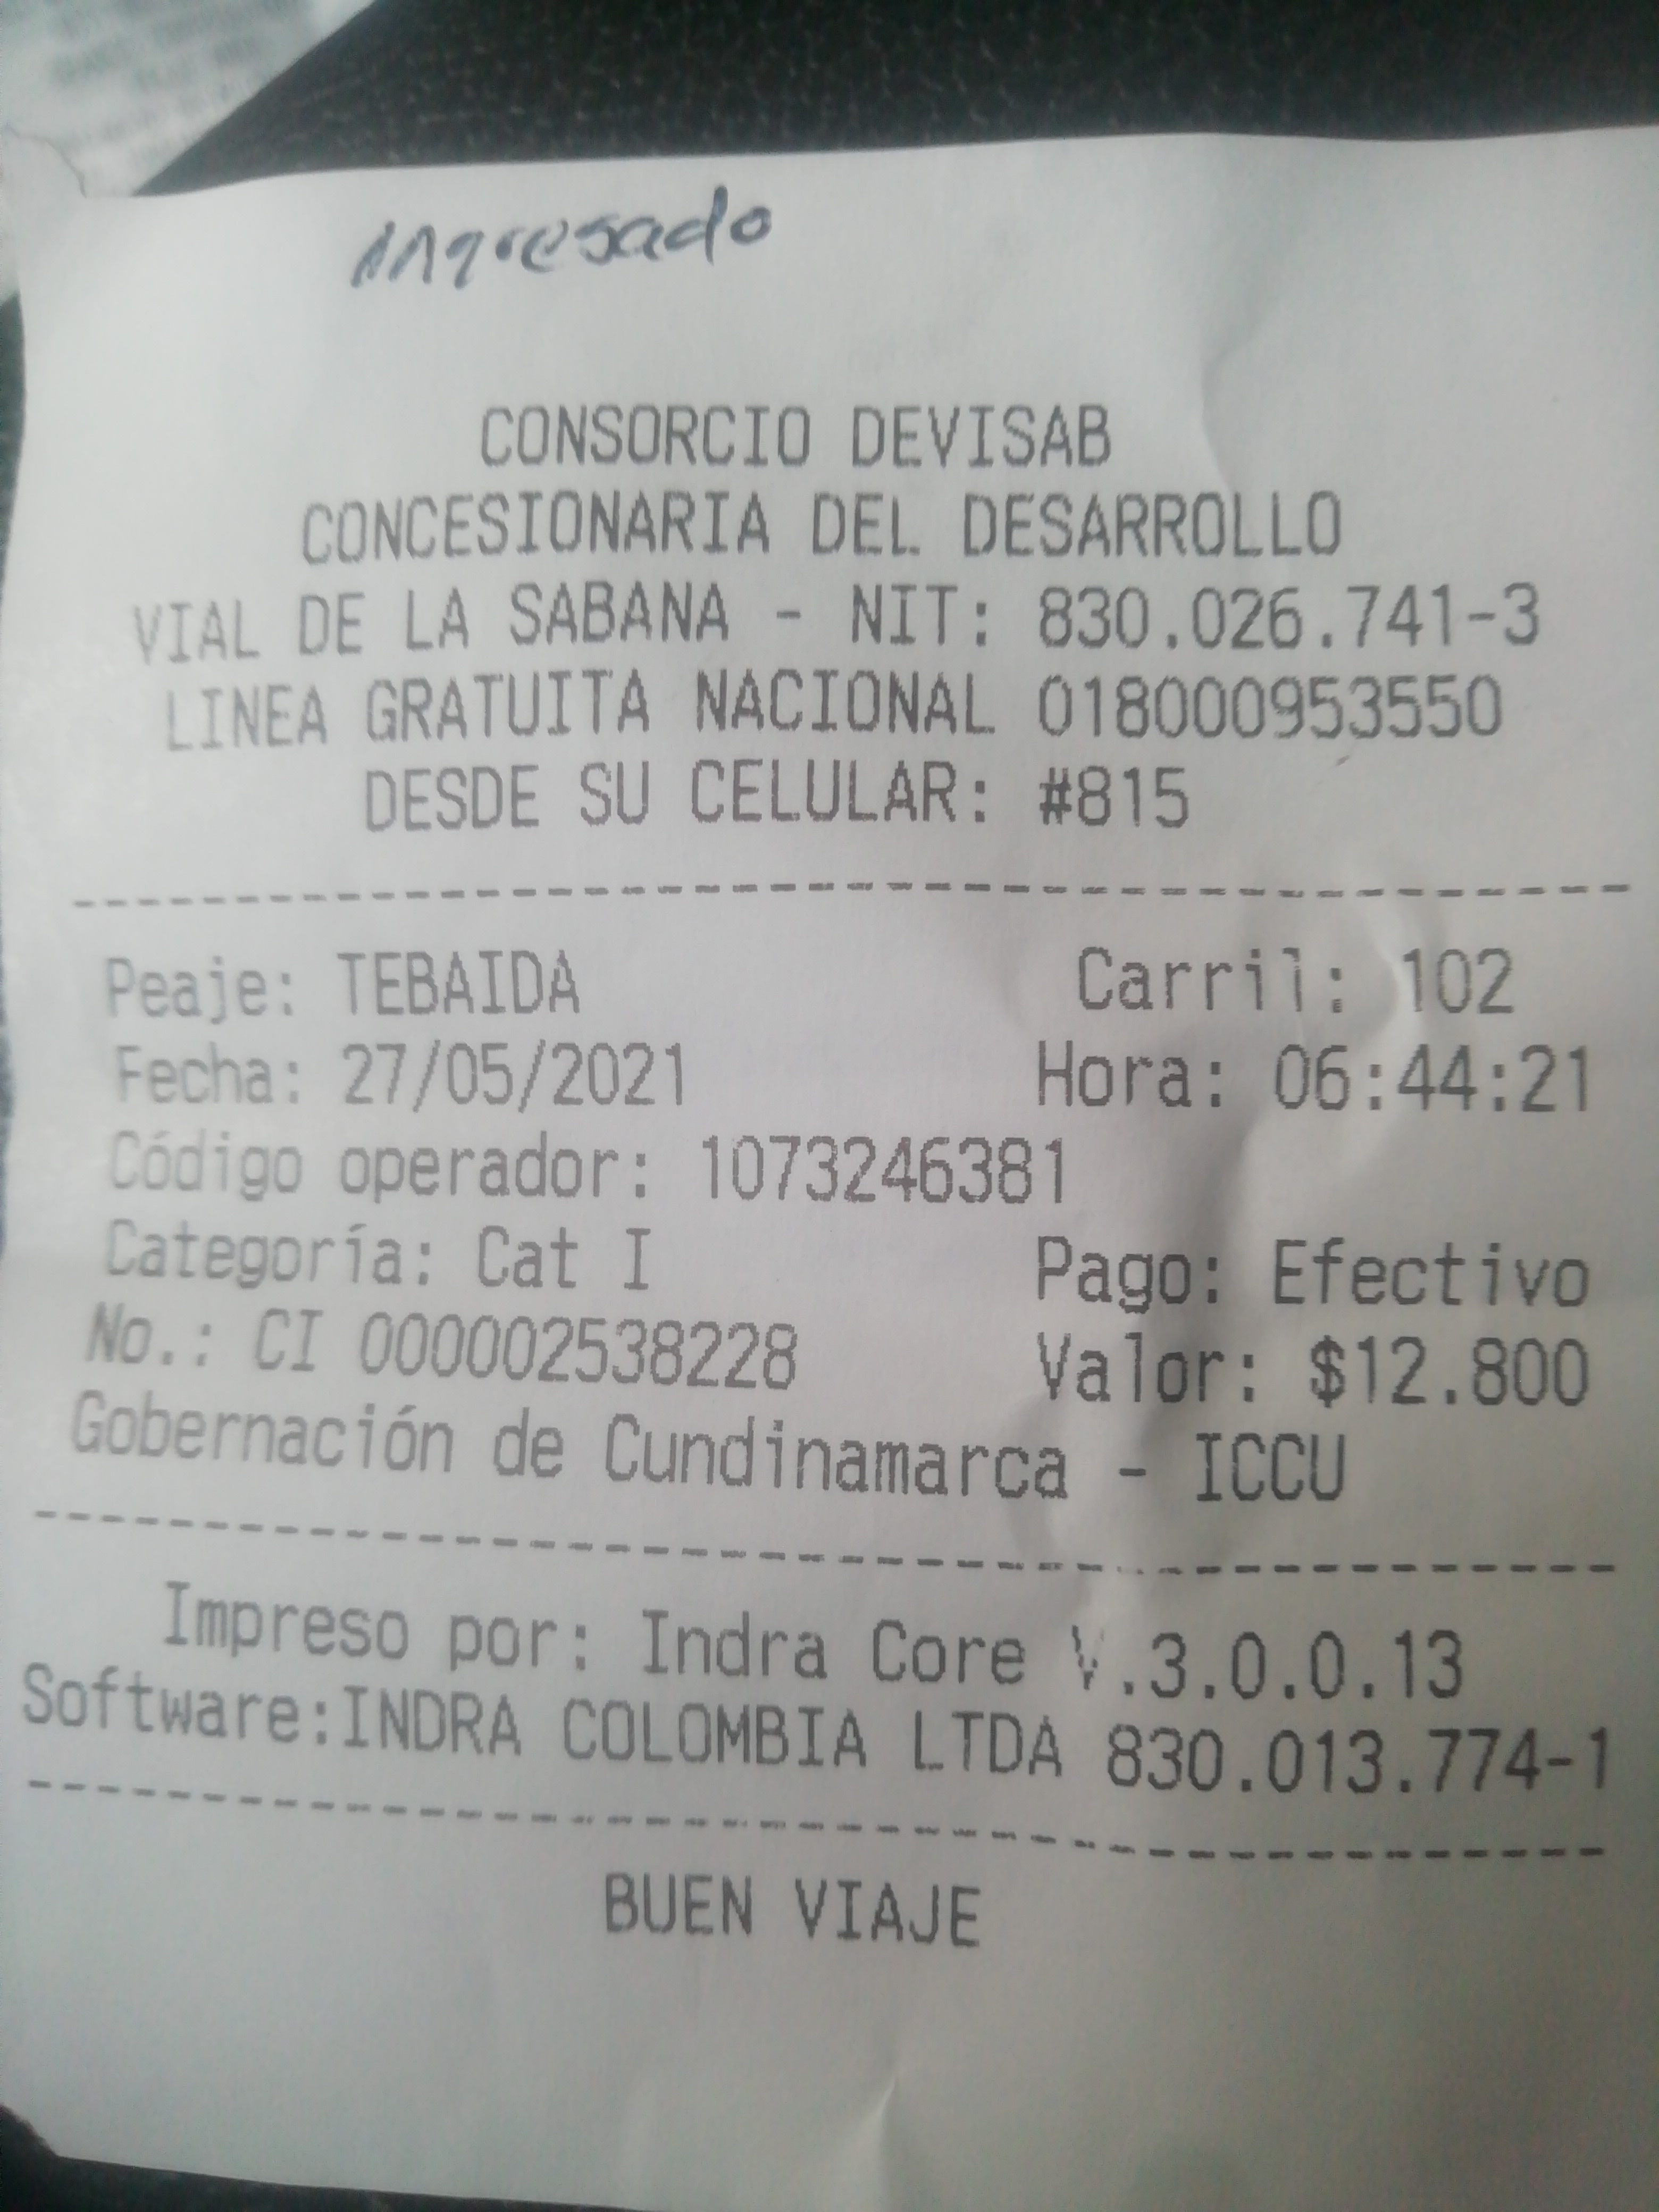 ingresado
CONSORCIO DEVISAB
CONCESIONARIA DEL DESARROLLO
VIAL DE LA SABANA - NIT: 830.026.741-3
LINEA GRATUITA NACIONAL 018000953550
DESDE SU CELULAR: #815
Peaje: TEBAIDA Carril: 102
Fecha: 27/05/2021 Hora: 06:44:21
Código operador: 1073246381
Categoría: Cat I Pago: Efectivo
No.: CI 000002538228 Valor: $12.800
Gobernación de Cundinamarca - ICCU
Impreso por: Indra Core V.3.0.0.13
Software:INDRA COLOMBIA LTDA 830.013.774-1
BUEN VIAJE